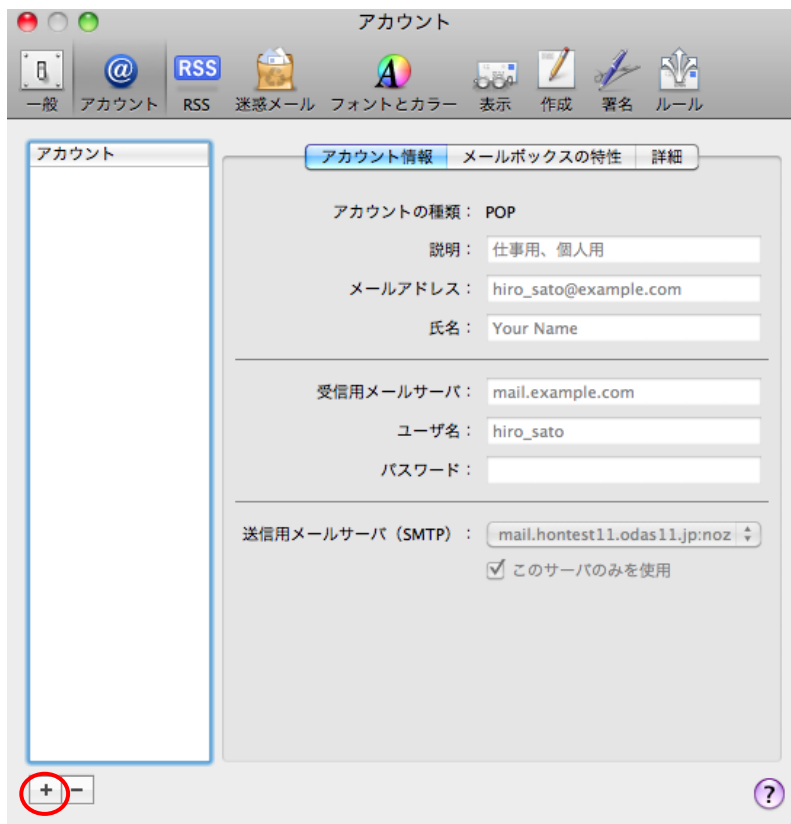 アカウント
RSS
一般 アカウント RSS 迷惑メール フォントとカラー 表示 作成 署名 ルール
アカウント
アカウント情報 メールボックスの特性 詳細
アカウントの種類： POP
説明： 仕事用、個人用
メールアドレス： hiro_sato@example.com
氏名： Your Name
受信用メールサーバ： mail.example.com
ユーザ名： hiro_sato
パスワード：
送信用メールサーバ（SMTP）： mail.hontest11.odas11.jp:noz
このサーバのみを使用
+ − ?